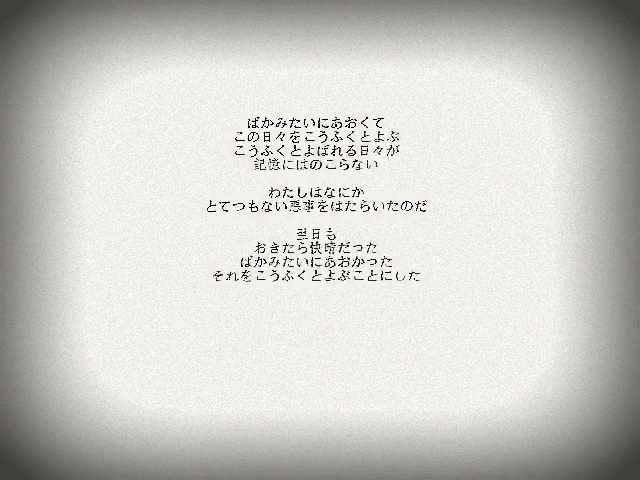 ばかみたいにあおくて
この日々をこうふくとよぶ
こうふくとよばれる日々が
記憶にはのこらない
わたしはなにか
とてつもない悪事をはたらいたのだ
翌日も
おきたら快晴だった
ばかみたいにあおかった
それをこうふくとよぶことにした